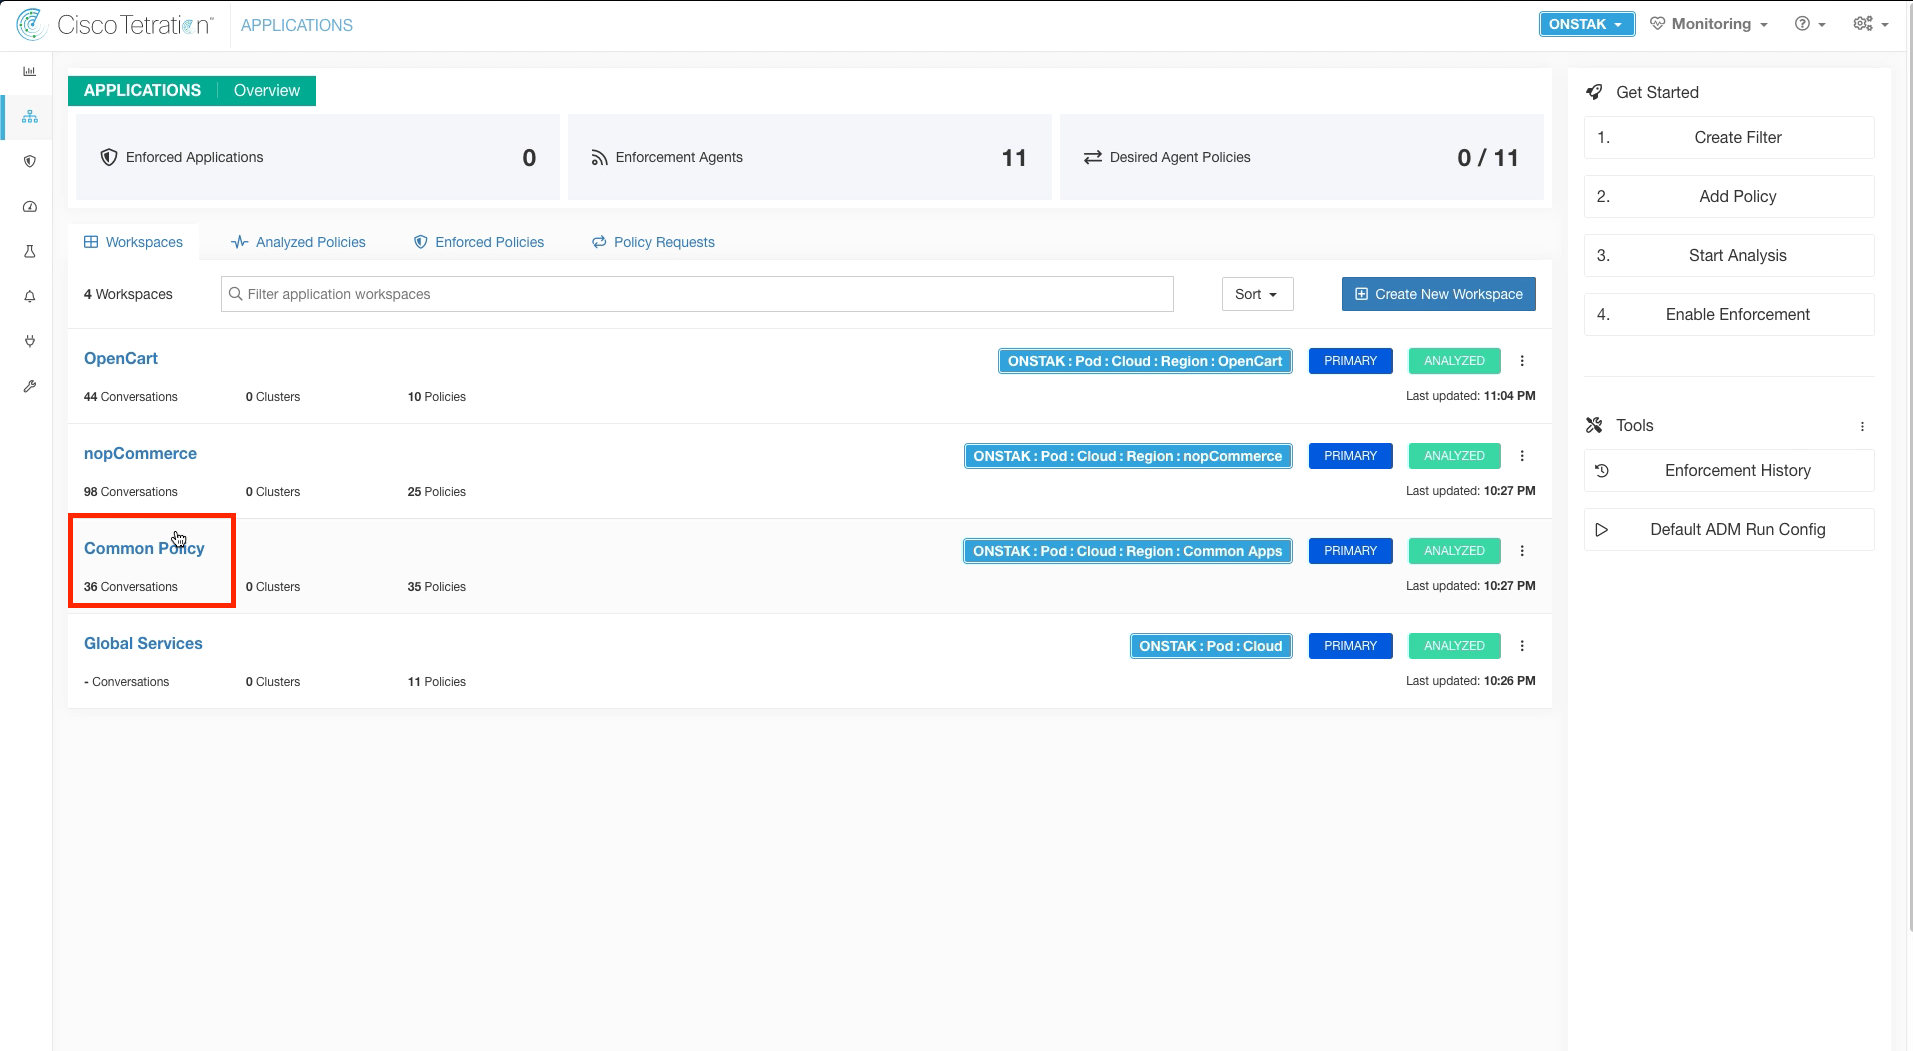 Cisco Tetration™
APPLICATIONS
ONSTAK
Monitoring
APPLICATIONS Overview
Enforced Applications 0
Enforcement Agents 11
Desired Agent Policies 0 / 11
Workspaces Analyzed Policies Enforced Policies Policy Requests
4 Workspaces Filter application workspaces Sort Create New Workspace
OpenCart ONSTAK : Pod : Cloud : Region : OpenCart PRIMARY ANALYZED
44 Conversations 0 Clusters 10 Policies Last updated: 11:04 PM
nopCommerce ONSTAK : Pod : Cloud : Region : nopCommerce PRIMARY ANALYZED
98 Conversations 0 Clusters 25 Policies Last updated: 10:27 PM
Common Policy ONSTAK : Pod : Cloud : Region : Common Apps PRIMARY ANALYZED
36 Conversations 0 Clusters 35 Policies Last updated: 10:27 PM
Global Services ONSTAK : Pod : Cloud PRIMARY ANALYZED
- Conversations 0 Clusters 11 Policies Last updated: 10:26 PM
Get Started
1. Create Filter
2. Add Policy
3. Start Analysis
4. Enable Enforcement
Tools
Enforcement History
Default ADM Run Config